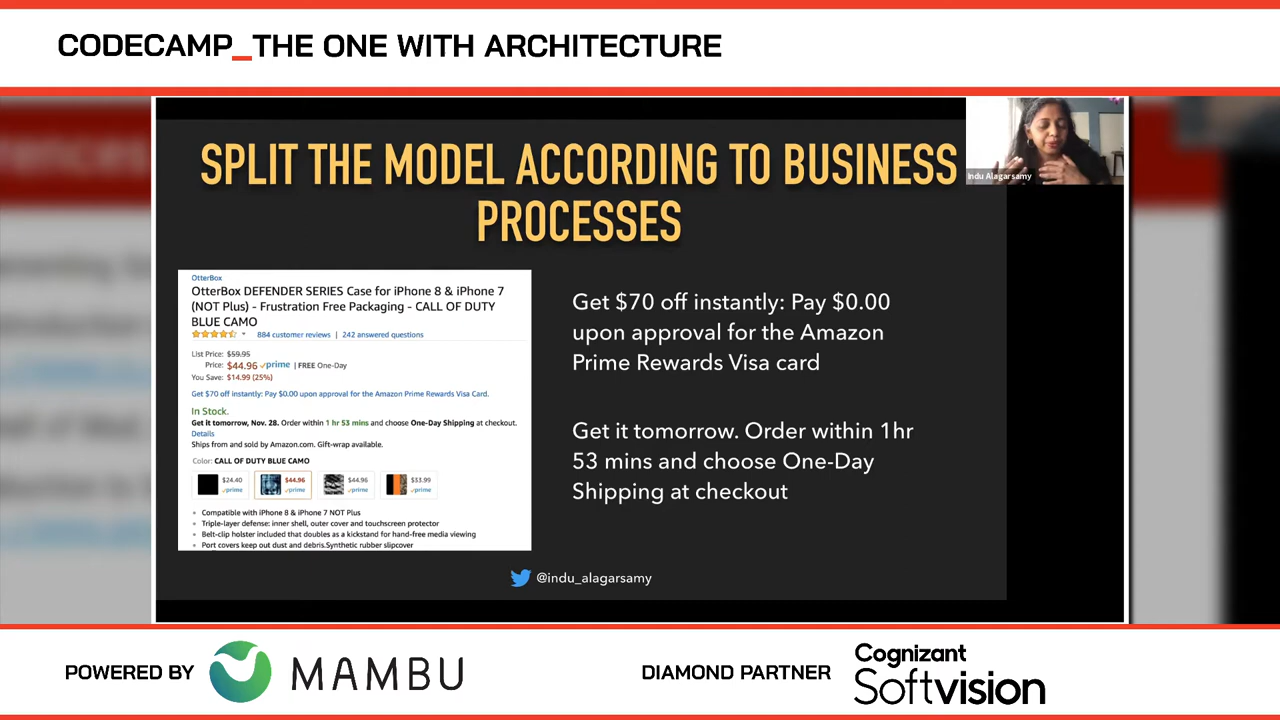 CODECAMP_THE ONE WITH ARCHITECTURE
SPLIT THE MODEL ACCORDING TO BUSINESS
PROCESSES
Indu Alagarsamy
OtterBox
OtterBox DEFENDER SERIES Case for iPhone 8 & iPhone 7
(NOT Plus) - Frustration Free Packaging - CALL OF DUTY
BLUE CAMO
884 customer reviews | 242 answered questions
List Price: $59.95
Price: $44.96 prime | FREE One-Day
You Save: $14.99 (25%)
Get $70 off instantly: Pay $0.00 upon approval for the Amazon Prime Rewards Visa Card.
In Stock.
Get it tomorrow, Nov. 28. Order within 1 hr 53 mins and choose One-Day Shipping at checkout.
Details
Ships from and sold by Amazon.com. Gift-wrap available.
Color: CALL OF DUTY BLUE CAMO
$24.40 $44.96 $44.96 $33.99
prime prime prime prime
• Compatible with iPhone 8 & iPhone 7 NOT Plus
• Triple-layer defense: inner shell, outer cover and touchscreen protector
• Belt-clip holster included that doubles as a kickstand for hand-free media viewing
• Port covers keep out dust and debris.Synthetic rubber slipcover
Get $70 off instantly: Pay $0.00
upon approval for the Amazon
Prime Rewards Visa card
Get it tomorrow. Order within 1hr
53 mins and choose One-Day
Shipping at checkout
@indu_alagarsamy
POWERED BY MAMBU
DIAMOND PARTNER
Cognizant
Softvision